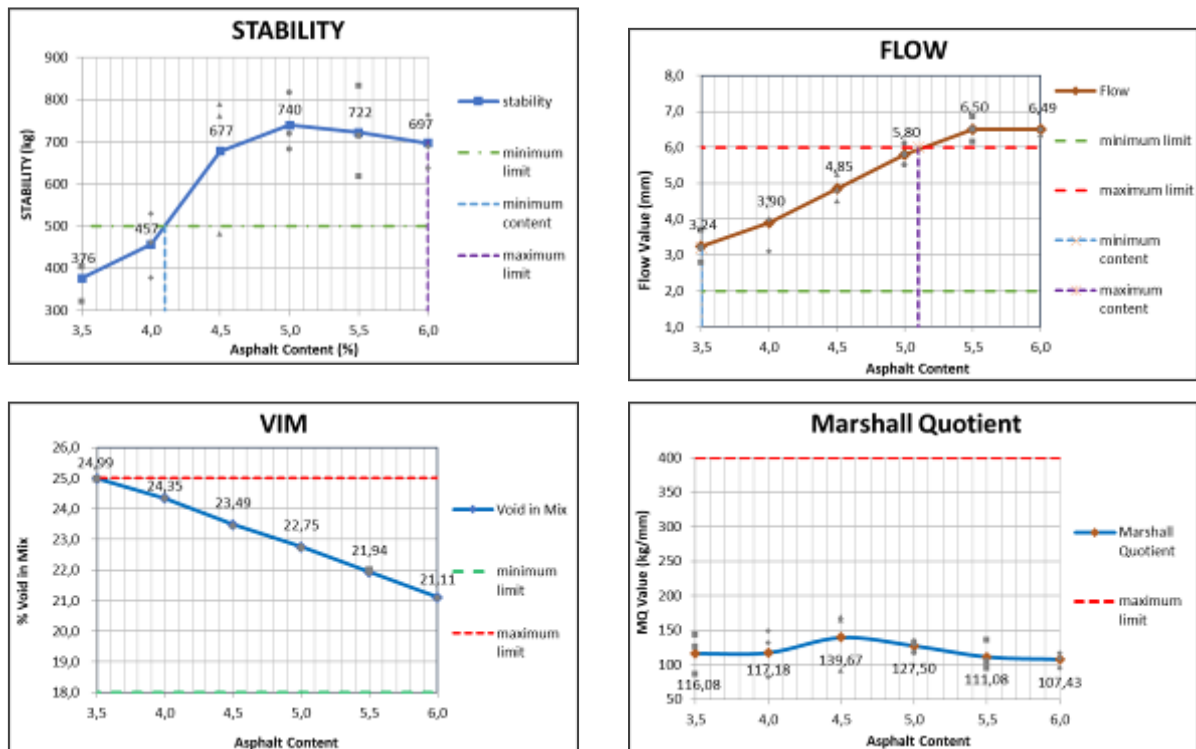 STABILITY
900
800
700
600
500
400
300
STABILITY (kg)
376
457
677
740
722
697
3,5
4,0
4,5
5,0
5,5
6,0
Asphalt Content (%)
stability
minimum
limit
minimum
content
maximum
limit
FLOW
8,0
7,0
6,0
5,0
4,0
3,0
2,0
1,0
Flow Value (mm)
3,24
3,90
4,85
5,80
6,50
6,49
3,5
4,0
4,5
5,0
5,5
6,0
Asphalt Content
Flow
minimum limit
maximum limit
minimum
content
maximum
content
VIM
26,0
25,0
24,0
23,0
22,0
21,0
20,0
19,0
18,0
% Void in Mix
24,99
24,35
23,49
22,75
21,94
21,11
3,5
4,0
4,5
5,0
5,5
6,0
Asphalt Content
Void in Mix
minimum
limit
maximum
limit
Marshall Quotient
400
350
300
250
200
150
100
50
MQ Value (kg/mm)
116,08
117,18
139,67
127,50
111,08
107,43
3,5
4,0
4,5
5,0
5,5
6,0
Asphalt Content
Marshall
Quotient
maximum
limit